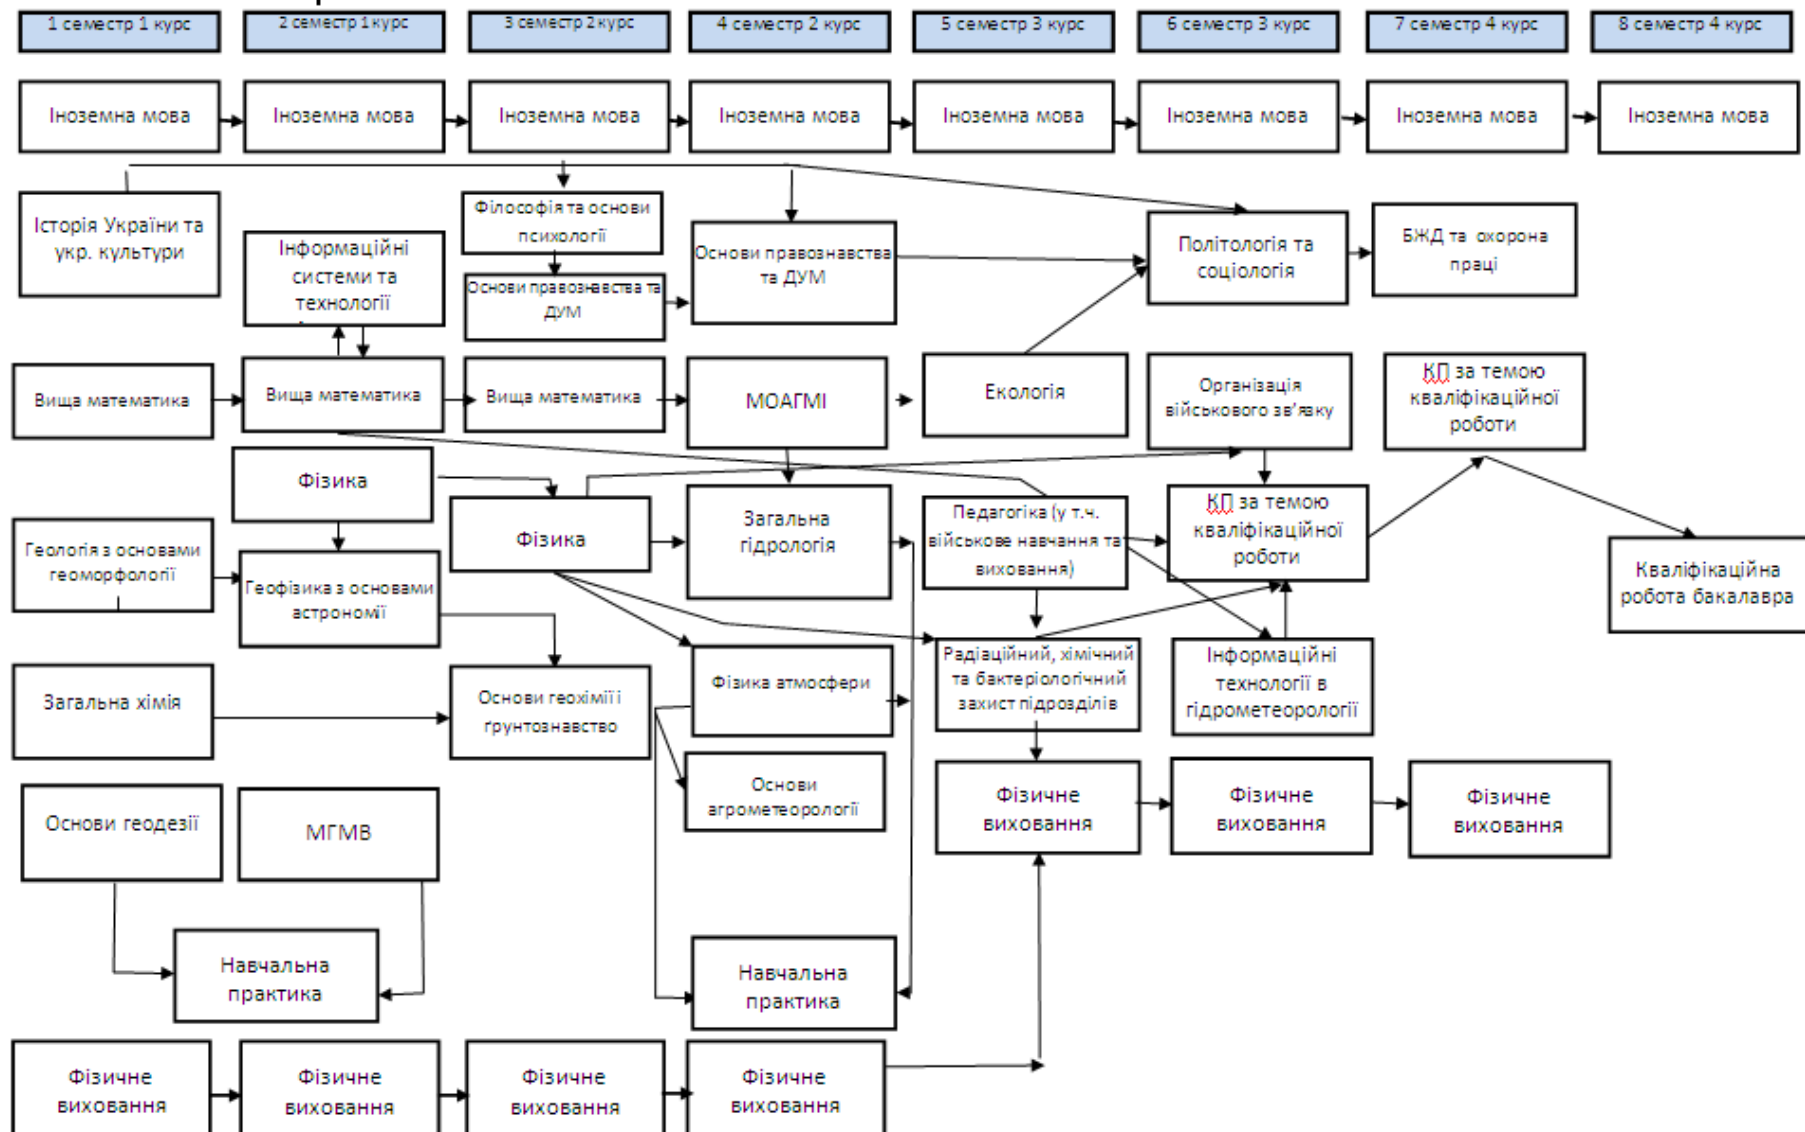 1 семестр 1 курс
2 семестр 1 курс
3 семестр 2 курс
4 семестр 2 курс
5 семестр 3 курс
6 семестр 3 курс
7 семестр 4 курс
8 семестр 4 курс
Іноземна мова
Іноземна мова
Іноземна мова
Іноземна мова
Іноземна мова
Іноземна мова
Іноземна мова
Іноземна мова
Історія України та
укр. культури
Інформаційні
системи та
технології
Філософія та основи
психології
Основи правознавства та
ДУМ
Основи правознавства
та ДУМ
Політологія та
соціологія
БЖД та охорона
праці
Вища математика
Вища математика
Вища математика
МОАГМІ
Екологія
Організація
військового зв’язку
КП за темою
кваліфікаційної
роботи
Фізика
Фізика
Загальна
гідрологія
Педагогіка (у т.ч.
військове навчання та
виховання)
КП за темою
кваліфікаційної
роботи
Кваліфікаційна
робота бакалавра
Геологія з основами
геоморфології
Геофізика з основами
астрономії
Загальна хімія
Основи геохімії і
ґрунтознавство
Фізика атмосфери
Радіаційний, хімічний
та бактеріологічний
захист підрозділів
Інформаційні
технології в
гідрометеорології
Основи
агрометеорології
Фізичне
виховання
Фізичне
виховання
Фізичне
виховання
Основи геодезії
МГМВ
Навчальна
практика
Навчальна
практика
Фізичне
виховання
Фізичне
виховання
Фізичне
виховання
Фізичне
виховання